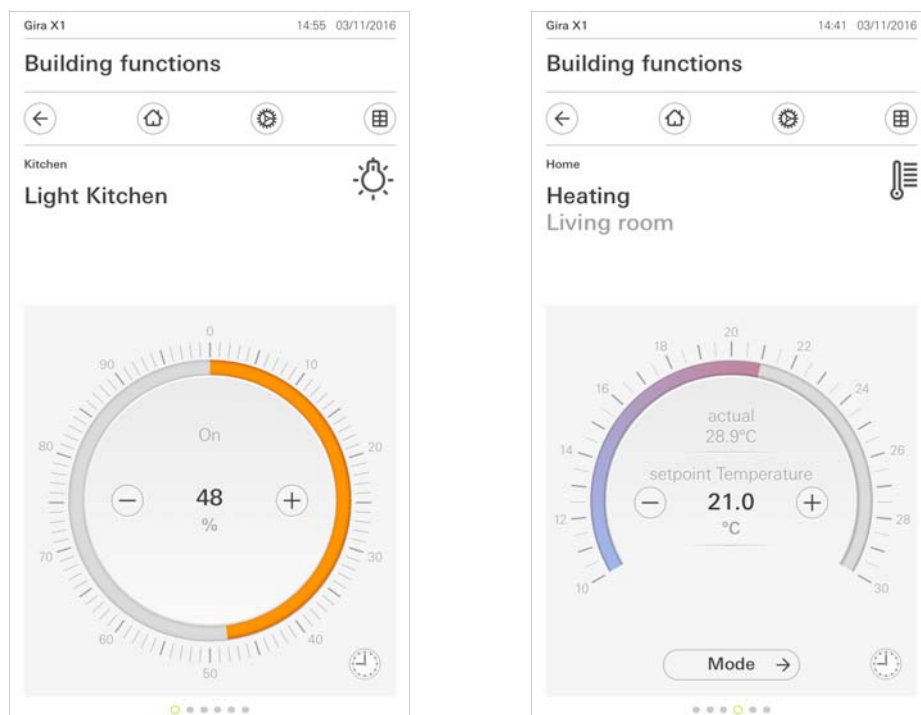 Gira X1 14:55 03/11/2016
Building functions
Kitchen
Light Kitchen
0
90 10
On
80 20
48
%
70 30
60 40
50
Gira X1 14:41 03/11/2016
Building functions
Home
Heating
Living room
20
18 22
16 24
actual
28.9°C
14 26
setpoint Temperature
21.0
12 28
°C
10 30
Mode